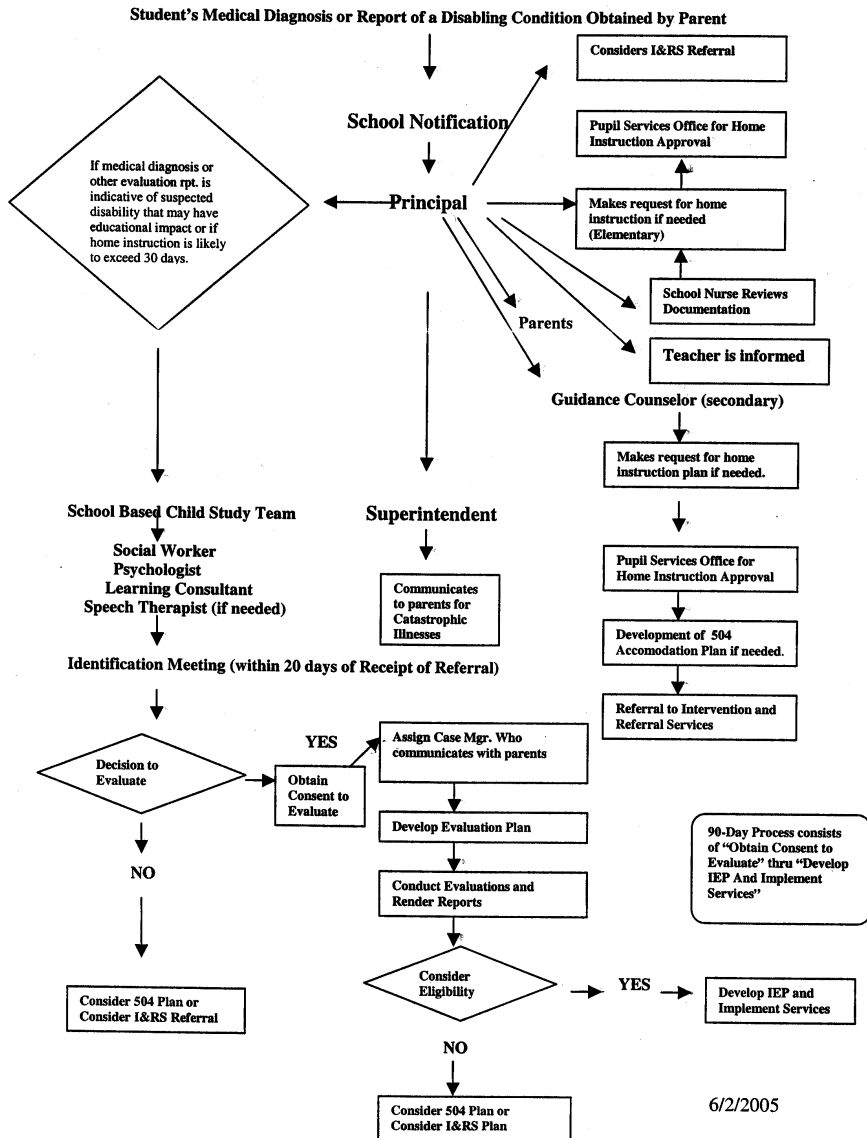 Student's Medical Diagnosis or Report of a Disabling Condition Obtained by Parent
Considers I&RS Referral
School Notification
Pupil Services Office for Home
Instruction Approval
If medical diagnosis or
other evaluation rpt. is
indicative of suspected
disability that may have
educational impact or if
home instruction is likely
to exceed 30 days.
Principal
Makes request for home
instruction if needed
(Elementary)
School Nurse Reviews
Documentation
Parents
Teacher is informed
Guidance Counselor (secondary)
Makes request for home
instruction plan if needed.
School Based Child Study Team
Social Worker
Psychologist
Learning Consultant
Speech Therapist (if needed)
Superintendent
Communicates
to parents for
Catastrophic
Illnesses
Pupil Services Office for
Home Instruction Approval
Development of 504
Accomodation Plan if needed.
Referral to Intervention and
Referral Services
Identification Meeting (within 20 days of Receipt of Referral)
Decision to
Evaluate
YES
Obtain
Consent to
Evaluate
Assign Case Mgr. Who
communicates with parents
Develop Evaluation Plan
Conduct Evaluations and
Render Reports
90-Day Process consists
of "Obtain Consent to
Evaluate" thru "Develop
IEP And Implement
Services"
NO
Consider 504 Plan or
Consider I&RS Referral
Consider
Eligibility
YES
Develop IEP and
Implement Services
NO
Consider 504 Plan or
Consider I&RS Plan
6/2/2005